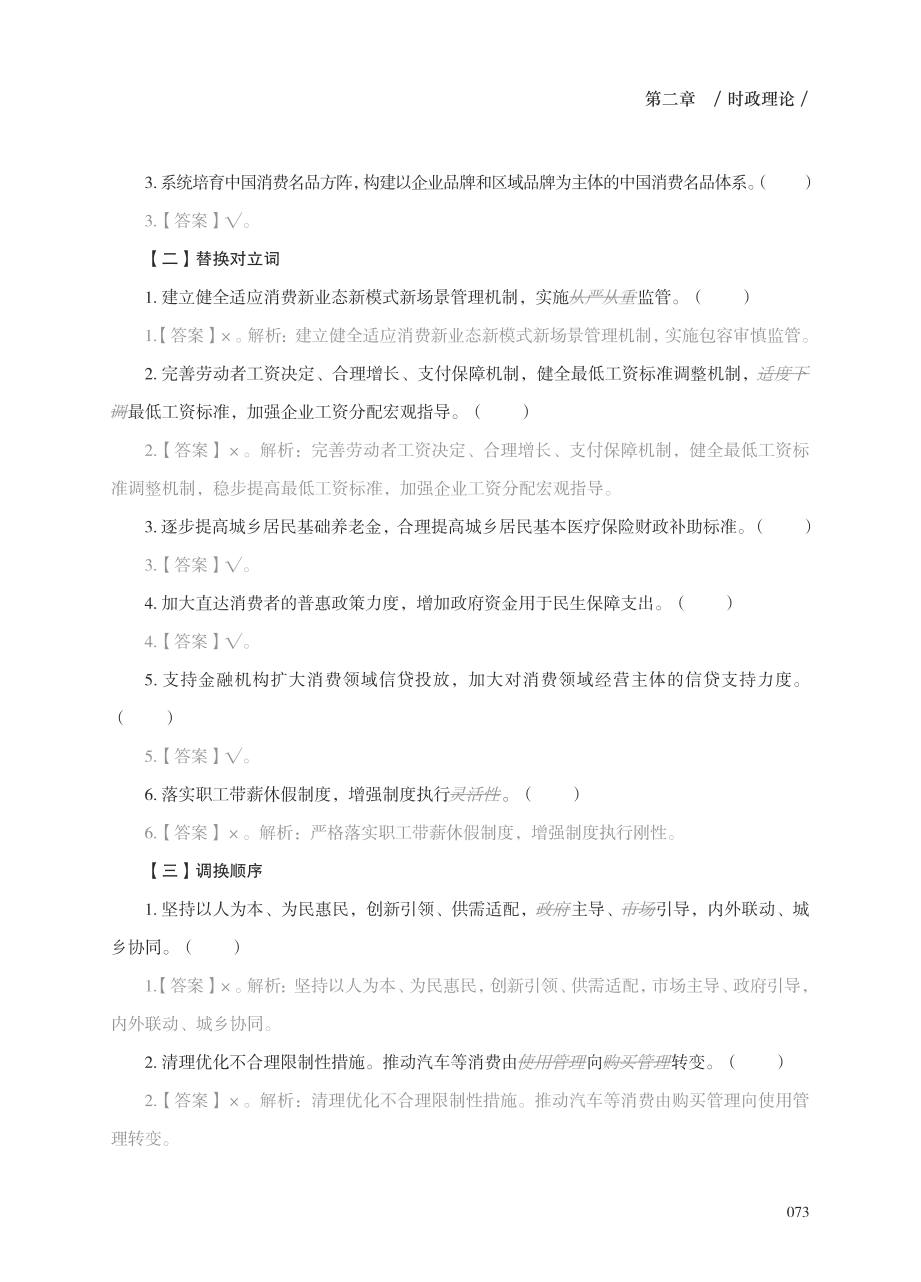 第二章 / 时政理论 /
3. 系统培育中国消费名品方阵，构建以企业品牌和区域品牌为主体的中国消费名品体系。（　　）
3.【答案】√。
【二】替换对立词
1. 建立健全适应消费新业态新模式新场景管理机制，实施从严从重监管。（　　）
1.【答案】×。解析：建立健全适应消费新业态新模式新场景管理机制，实施包容审慎监管。
2. 完善劳动者工资决定、合理增长、支付保障机制，健全最低工资标准调整机制，适度下
调最低工资标准，加强企业工资分配宏观指导。（　　）
2.【答案】×。解析：完善劳动者工资决定、合理增长、支付保障机制，健全最低工资标
准调整机制，稳步提高最低工资标准，加强企业工资分配宏观指导。
3. 逐步提高城乡居民基础养老金，合理提高城乡居民基本医疗保险财政补助标准。（　　）
3.【答案】√。
4. 加大直达消费者的普惠政策力度，增加政府资金用于民生保障支出。（　　）
4.【答案】√。
5. 支持金融机构扩大消费领域信贷投放，加大对消费领域经营主体的信贷支持力度。
（　　）
5.【答案】√。
6. 落实职工带薪休假制度，增强制度执行灵活性。（　　）
6.【答案】×。解析：严格落实职工带薪休假制度，增强制度执行刚性。
【三】调换顺序
1. 坚持以人为本、为民惠民，创新引领、供需适配，政府主导、市场引导，内外联动、城
乡协同。（　　）
1.【答案】×。解析：坚持以人为本、为民惠民，创新引领、供需适配，市场主导、政府引导，
内外联动、城乡协同。
2. 清理优化不合理限制性措施。推动汽车等消费由使用管理向购买管理转变。（　　）
2.【答案】×。解析：清理优化不合理限制性措施。推动汽车等消费由购买管理向使用管
理转变。
073